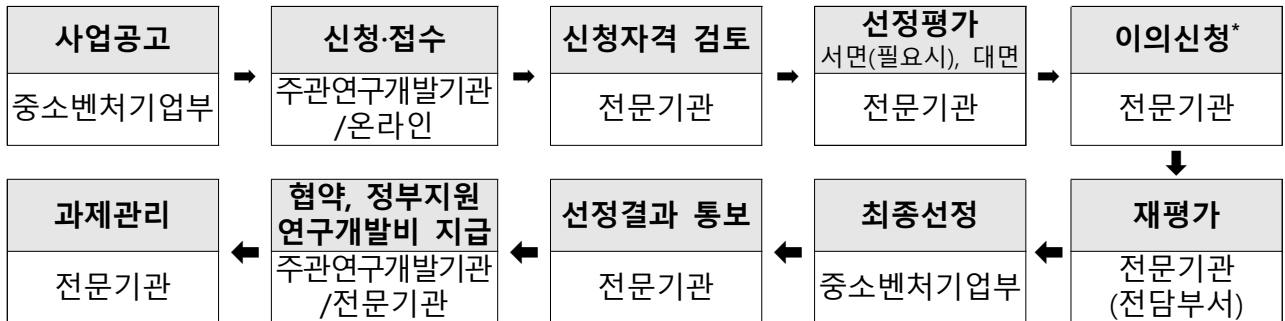 사업공고
중소벤처기업부
➡
신청·접수
주관연구개발기관
/온라인
➡
신청자격 검토
전문기관
➡
선정평가
서면(필요시), 대면
전문기관
➡
이의신청*
전문기관
⬇
재평가
전문기관
(전담부서)
⬅
최종선정
중소벤처기업부
⬅
선정결과 통보
전문기관
⬅
협약, 정부지원
연구개발비 지급
주관연구개발기관
/전문기관
⬅
과제관리
전문기관